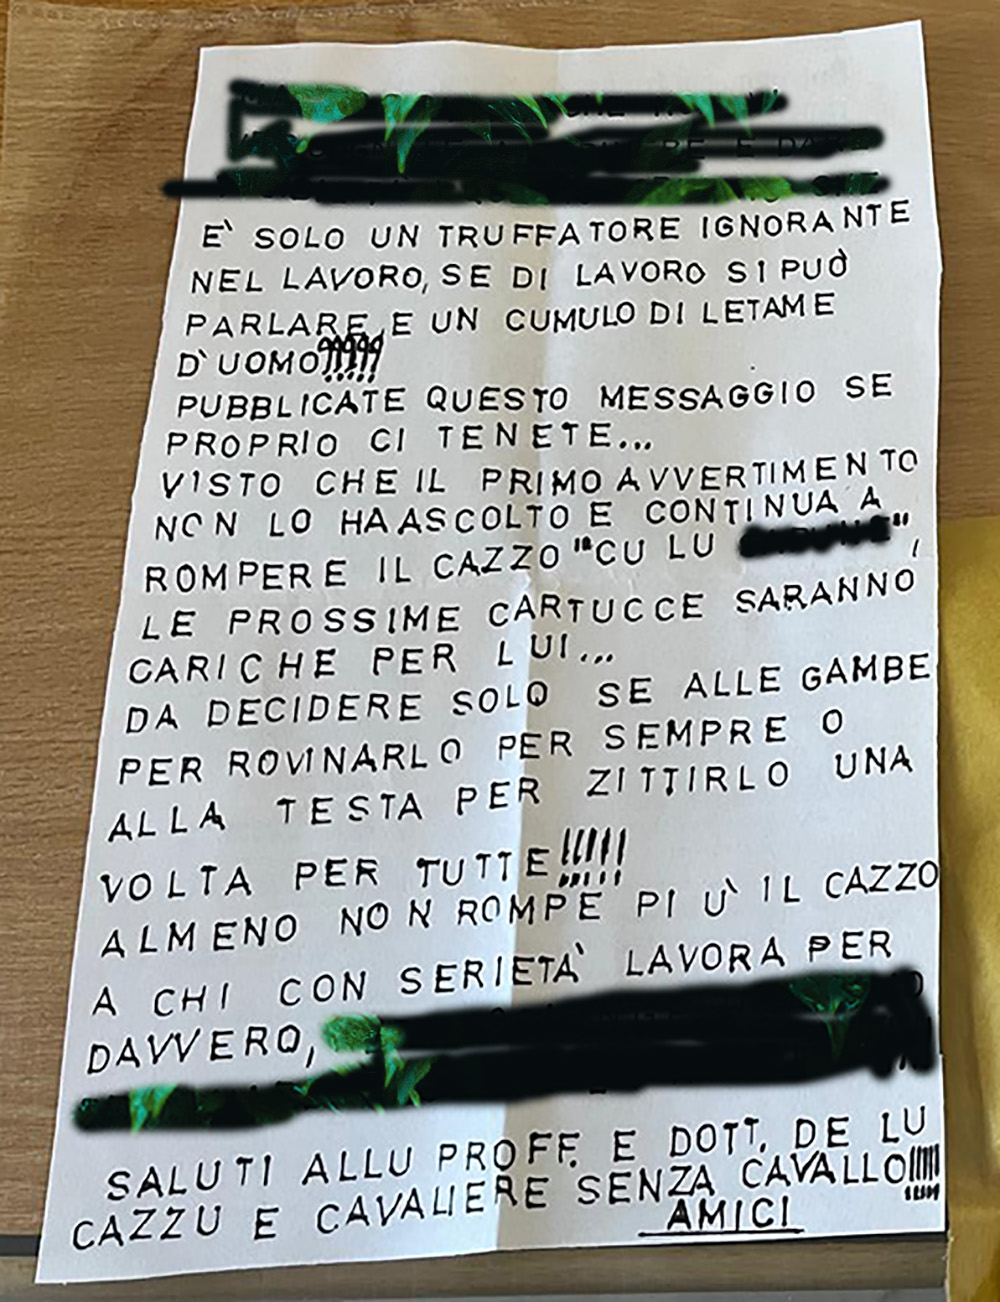 E' SOLO UN TRUFFATORE IGNORANTE
NEL LAVORO, SE DI LAVORO SI PUÒ
PARLARE, E UN CUMULO DI LETAME
D'UOMO!!!!!
PUBBLICATE QUESTO MESSAGGIO SE
PROPRIO CI TENETE...
VISTO CHE IL PRIMO AVVERTIMENTO
NON LO HA ASCOLTO E CONTINUA A
ROMPERE IL CAZZO "CU LU ",
LE PROSSIME CARTUCCE SARANNO
CARICHE PER LUI...
DA DECIDERE SOLO SE ALLE GAMBE
PER ROVINARLO PER SEMPRE O
ALLA TESTA PER ZITTIRLO UNA
VOLTA PER TUTTE!!!!!
ALMENO NON ROMPE PIÙ IL CAZZO
A CHI CON SERIETÀ LAVORA PER
DAVVERO,
SALUTI ALLU PROFF. E DOTT. DE LU
CAZZU E CAVALIERE SENZA CAVALLO!!!!!
AMICI